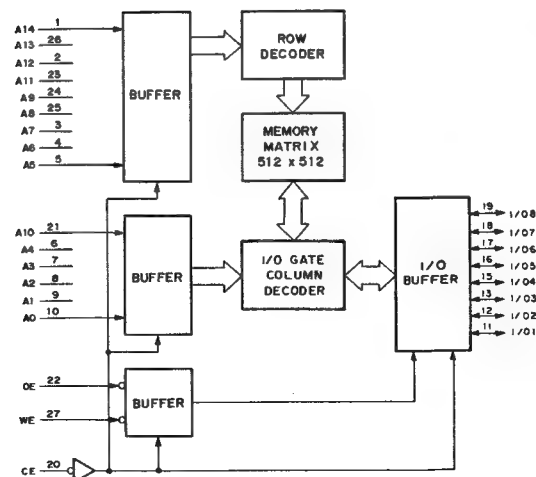 A14 1
A13 26
A12 2
A11 23
A9 24
A8 25
A7 3
A6 4
A5 5
BUFFER
ROW
DECODER
MEMORY
MATRIX
512 x 512
A10 21
A4 6
A3 7
A2 8
A1 9
A0 10
BUFFER
I/O GATE
COLUMN
DECODER
I/O
BUFFER
19 I/O8
18 I/O7
17 I/O6
16 I/O5
15 I/O4
13 I/O3
12 I/O2
11 I/O1
OE 22
WE 27
BUFFER
CE 20